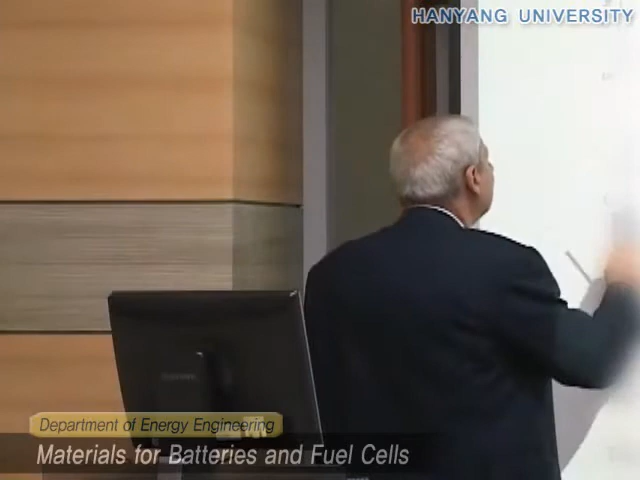 HANYANG UNIVERSITY
Department of Energy Engineering
Materials for Batteries and Fuel Cells